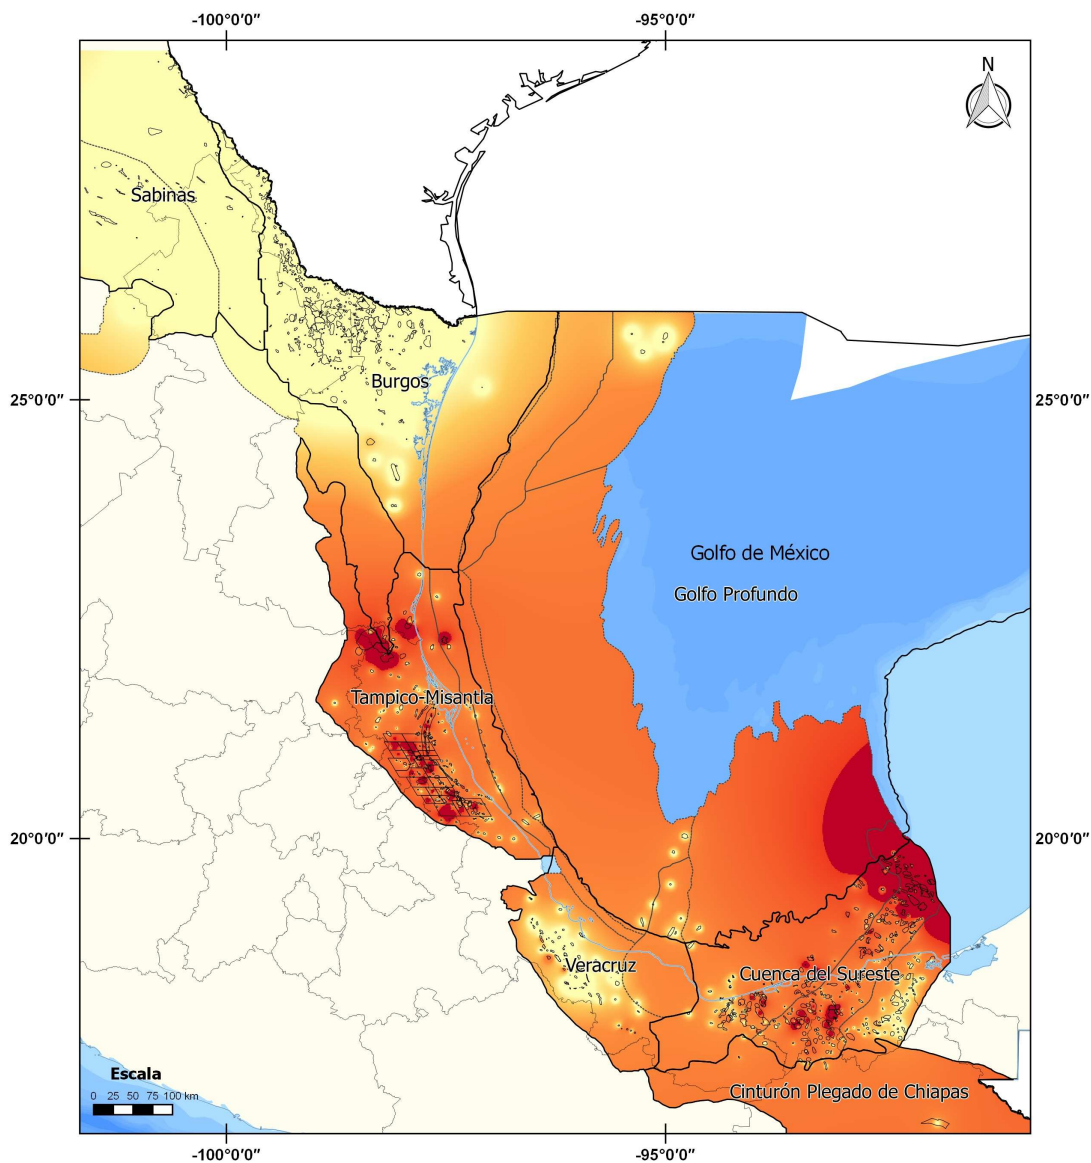 -100°0′0″ -95°0′0″
N
Sabinas
Burgos
25°0′0″ 25°0′0″
Golfo de México
Golfo Profundo
Tampico-Misantla
20°0′0″ 20°0′0″
Veracruz
Cuenca del Sureste
Escala
0 25 50 75 100 km
Cinturón Plegado de Chiapas
-100°0′0″ -95°0′0″